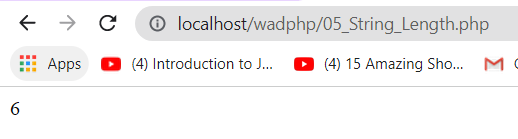 localhost/wadphp/05_String_Length.php
Apps (4) Introduction to J... (4) 15 Amazing Sho...
6